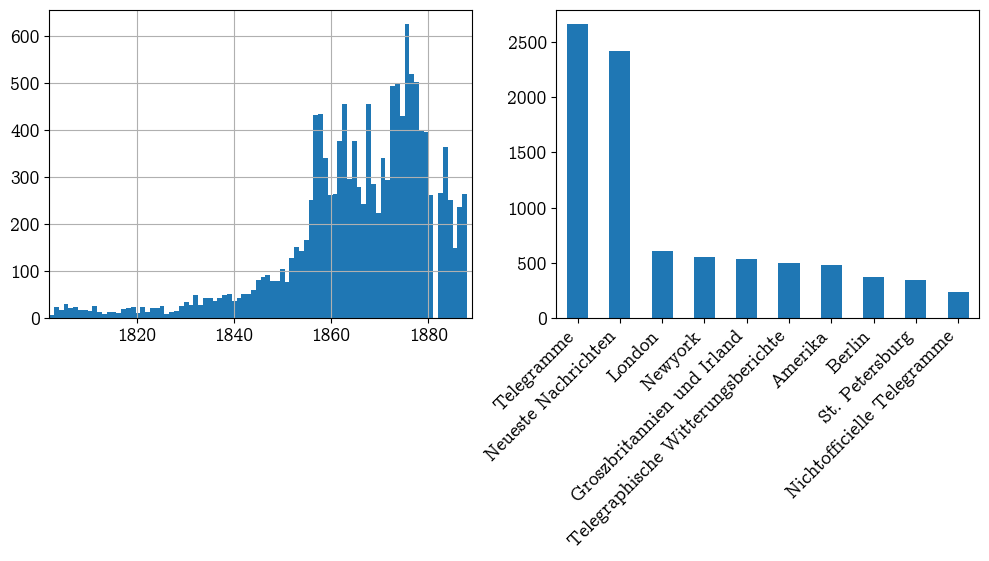 600
500
400
300
200
100
0
1820 1840 1860 1880
2500
2000
1500
1000
500
0
Telegramme
Neueste Nachrichten
London
Newyork
Groszbritannien und Irland
Telegraphische Witterungsberichte
Amerika
Berlin
St. Petersburg
Nichtofficielle Telegramme